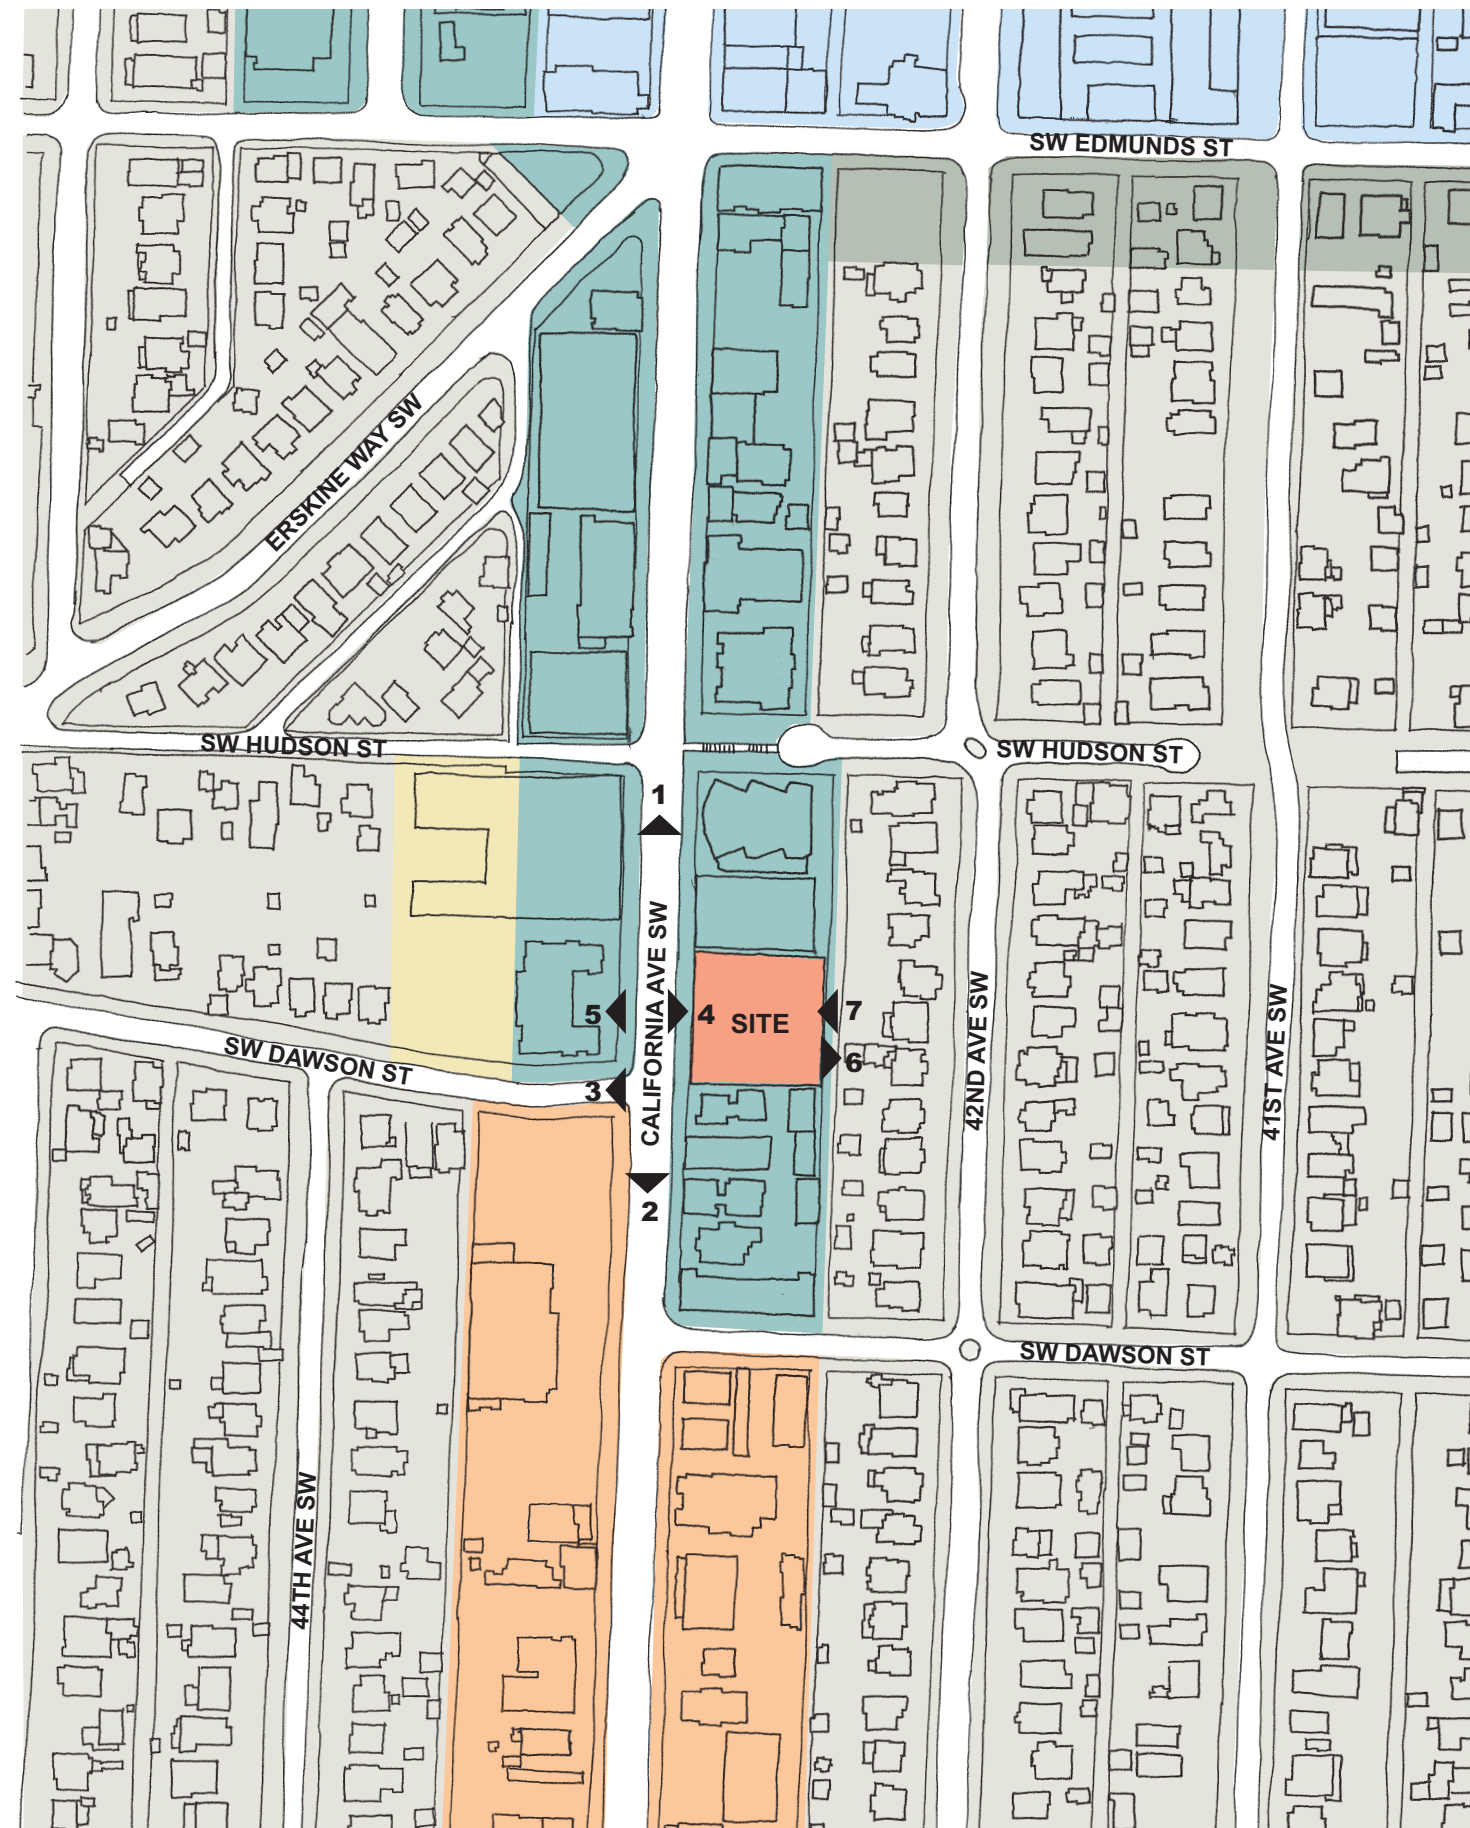 SW EDMUNDS ST
ERSKINE WAY SW
SW HUDSON ST
SW HUDSON ST
1
CALIFORNIA AVE SW
5
4
SITE
7
6
3
42ND AVE SW
41ST AVE SW
SW DAWSON ST
2
SW DAWSON ST
44TH AVE SW